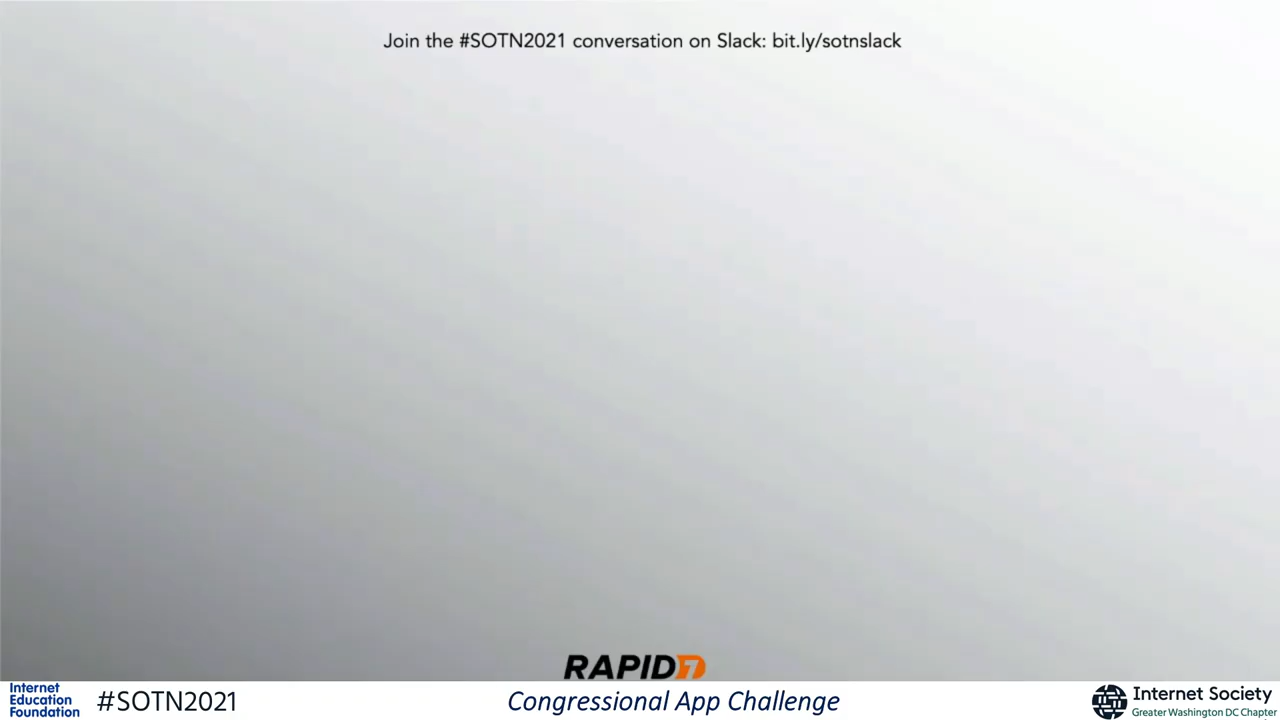 Join the #SOTN2021 conversation on Slack: bit.ly/sotnslack
RAPID7
Internet
Education
Foundation
#SOTN2021
Congressional App Challenge
Internet Society
Greater Washington DC Chapter